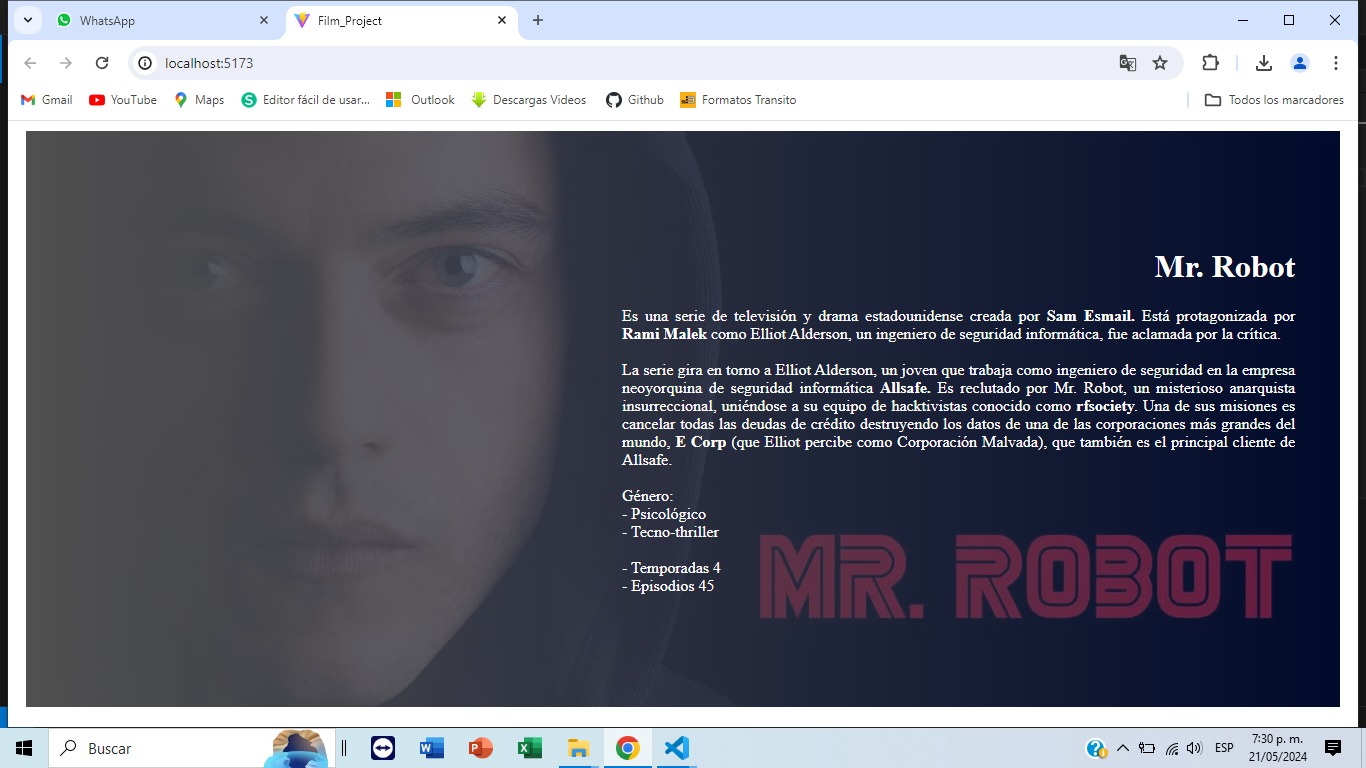 WhatsApp
Film_Project
localhost:5173
Gmail
YouTube
Maps
Editor fácil de usar...
Outlook
Descargas Videos
Github
Formatos Transito
Todos los marcadores
Mr. Robot
Es una serie de televisión y drama estadounidense creada por Sam Esmail. Está protagonizada por
Rami Malek como Elliot Alderson, un ingeniero de seguridad informática, fue aclamada por la crítica.
La serie gira en torno a Elliot Alderson, un joven que trabaja como ingeniero de seguridad en la empresa
neoyorquina de seguridad informática Allsafe. Es reclutado por Mr. Robot, un misterioso anarquista
insurreccional, uniéndose a su equipo de hacktivistas conocido como rfsociety. Una de sus misiones es
cancelar todas las deudas de crédito destruyendo los datos de una de las corporaciones más grandes del
mundo, E Corp (que Elliot percibe como Corporación Malvada), que también es el principal cliente de
Allsafe.
Género:
- Psicológico
- Tecno-thriller
- Temporadas 4
- Episodios 45
MR. ROBOT
Buscar
ESP
7:30 p. m.
21/05/2024